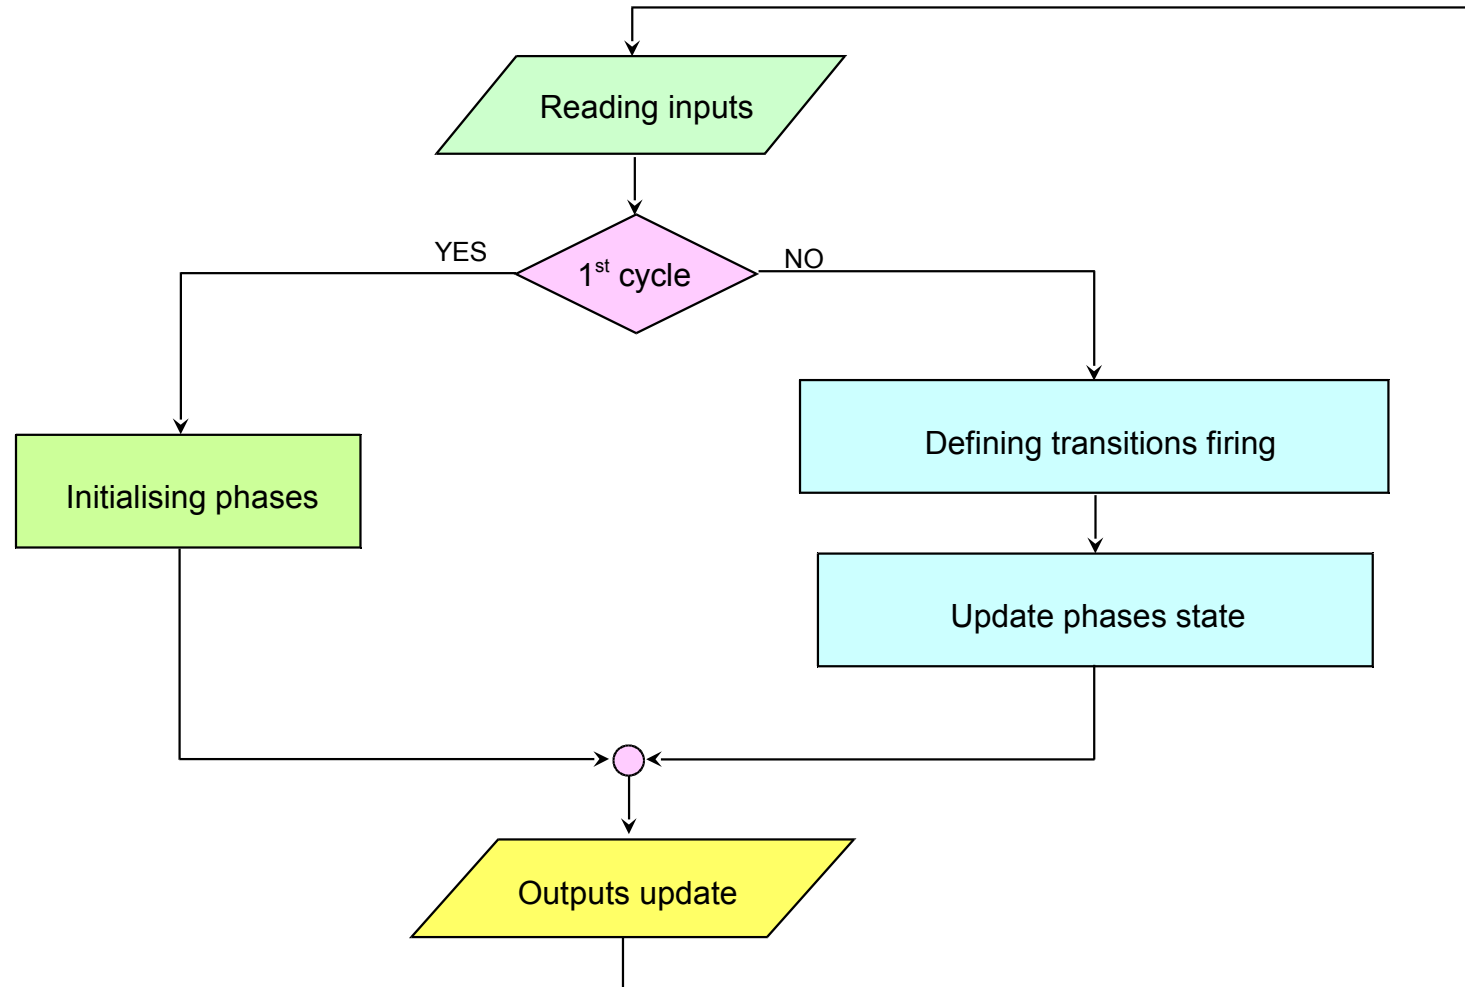 Reading inputs
YES
1st cycle
NO
Defining transitions firing
Initialising phases
Update phases state
Outputs update